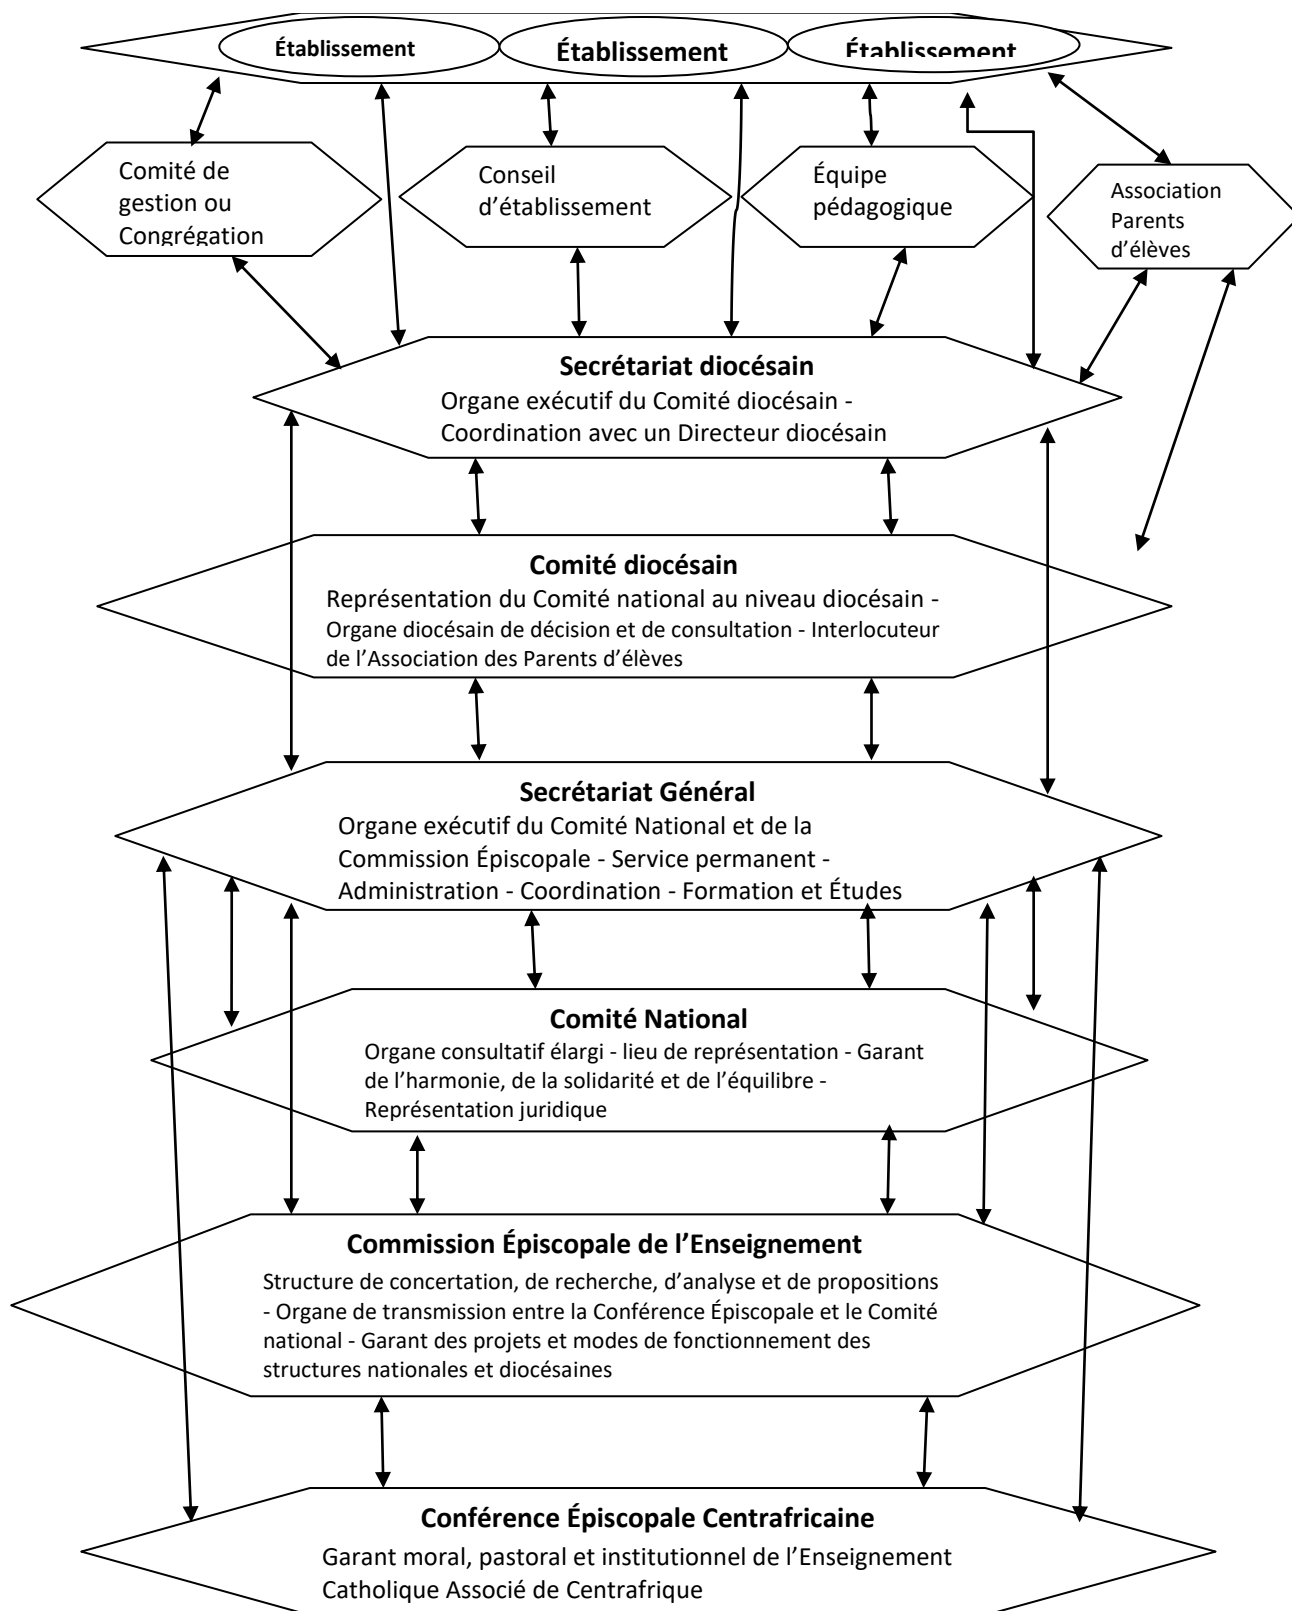 Établissement
Établissement
Établissement
Comité de
gestion ou
Congrégation
Conseil
d’établissement
Équipe
pédagogique
Association
Parents
d’élèves
Secrétariat diocésain
Organe exécutif du Comité diocésain -
Coordination avec un Directeur diocésain
Comité diocésain
Représentation du Comité national au niveau diocésain -
Organe diocésain de décision et de consultation - Interlocuteur
de l’Association des Parents d’élèves
Secrétariat Général
Organe exécutif du Comité National et de la
Commission Épiscopale - Service permanent -
Administration - Coordination - Formation et Études
Comité National
Organe consultatif élargi - lieu de représentation - Garant
de l’harmonie, de la solidarité et de l’équilibre -
Représentation juridique
Commission Épiscopale de l’Enseignement
Structure de concertation, de recherche, d’analyse et de propositions
- Organe de transmission entre la Conférence Épiscopale et le Comité
national - Garant des projets et modes de fonctionnement des
structures nationales et diocésaines
Conférence Épiscopale Centrafricaine
Garant moral, pastoral et institutionnel de l’Enseignement
Catholique Associé de Centrafrique